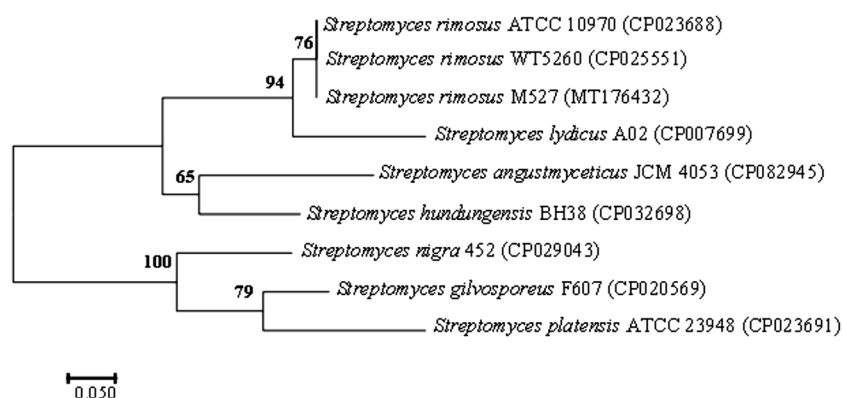 Streptomyces rimosus ATCC 10970 (CP023688)
76
Streptomyces rimosus WT5260 (CP025551)
94
Streptomyces rimosus M527 (MT176432)
Streptomyces lydicus A02 (CP007699)
65
Streptomyces angustmyceticus JCM 4053 (CP082945)
Streptomyces hundungensis BH38 (CP032698)
Streptomyces nigra 452 (CP029043)
100
79
Streptomyces gilvosporeus F607 (CP020569)
Streptomyces platensis ATCC 23948 (CP023691)
0.050